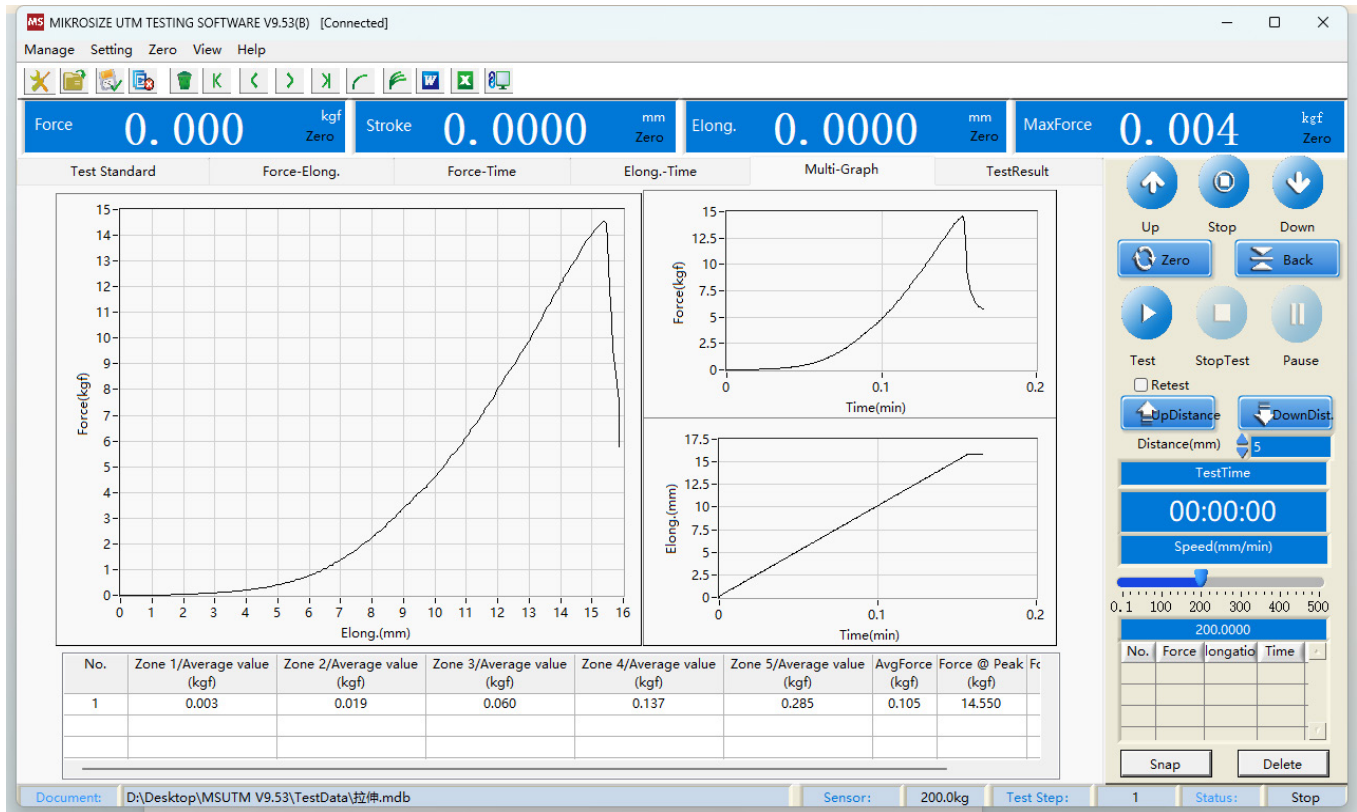 MS MIKROSIZE UTM TESTING SOFTWARE V9.53(B) [Connected]
Manage Setting Zero View Help
Force 0.000 kgf Zero
Stroke 0.0000 mm Zero
Elong. 0.0000 mm Zero
MaxForce 0.004 kgf Zero
Test Standard Force-Elong. Force-Time Elong.-Time Multi-Graph TestResult
15
14
13
12
11
10
9
8
7
6
5
4
3
2
1
0
Force(kgf)
0 1 2 3 4 5 6 7 8 9 10 11 12 13 14 15 16
Elong.(mm)
15
12.5
10
7.5
5
2.5
0
Force(kgf)
0 0.1 0.2
Time(min)
17.5
15
12.5
10
7.5
5
2.5
0
Elong.(mm)
0 0.1 0.2
Time(min)
No. Zone 1/Average value (kgf) Zone 2/Average value (kgf) Zone 3/Average value (kgf) Zone 4/Average value (kgf) Zone 5/Average value (kgf) AvgForce (kgf) Force @ Peak (kgf) Fc
1 0.003 0.019 0.060 0.137 0.285 0.105 14.550
Up Stop Down
Zero Back
Test StopTest Pause
Retest
UpDistance DownDist.
Distance(mm) 5
TestTime
00:00:00
Speed(mm/min)
0.1 100 200 300 400 500
200.0000
No. Force longatio Time
Snap Delete
Document: D:\Desktop\MSUTM V9.53\TestData\拉伸.mdb Sensor: 200.0kg Test Step: 1 Status: Stop